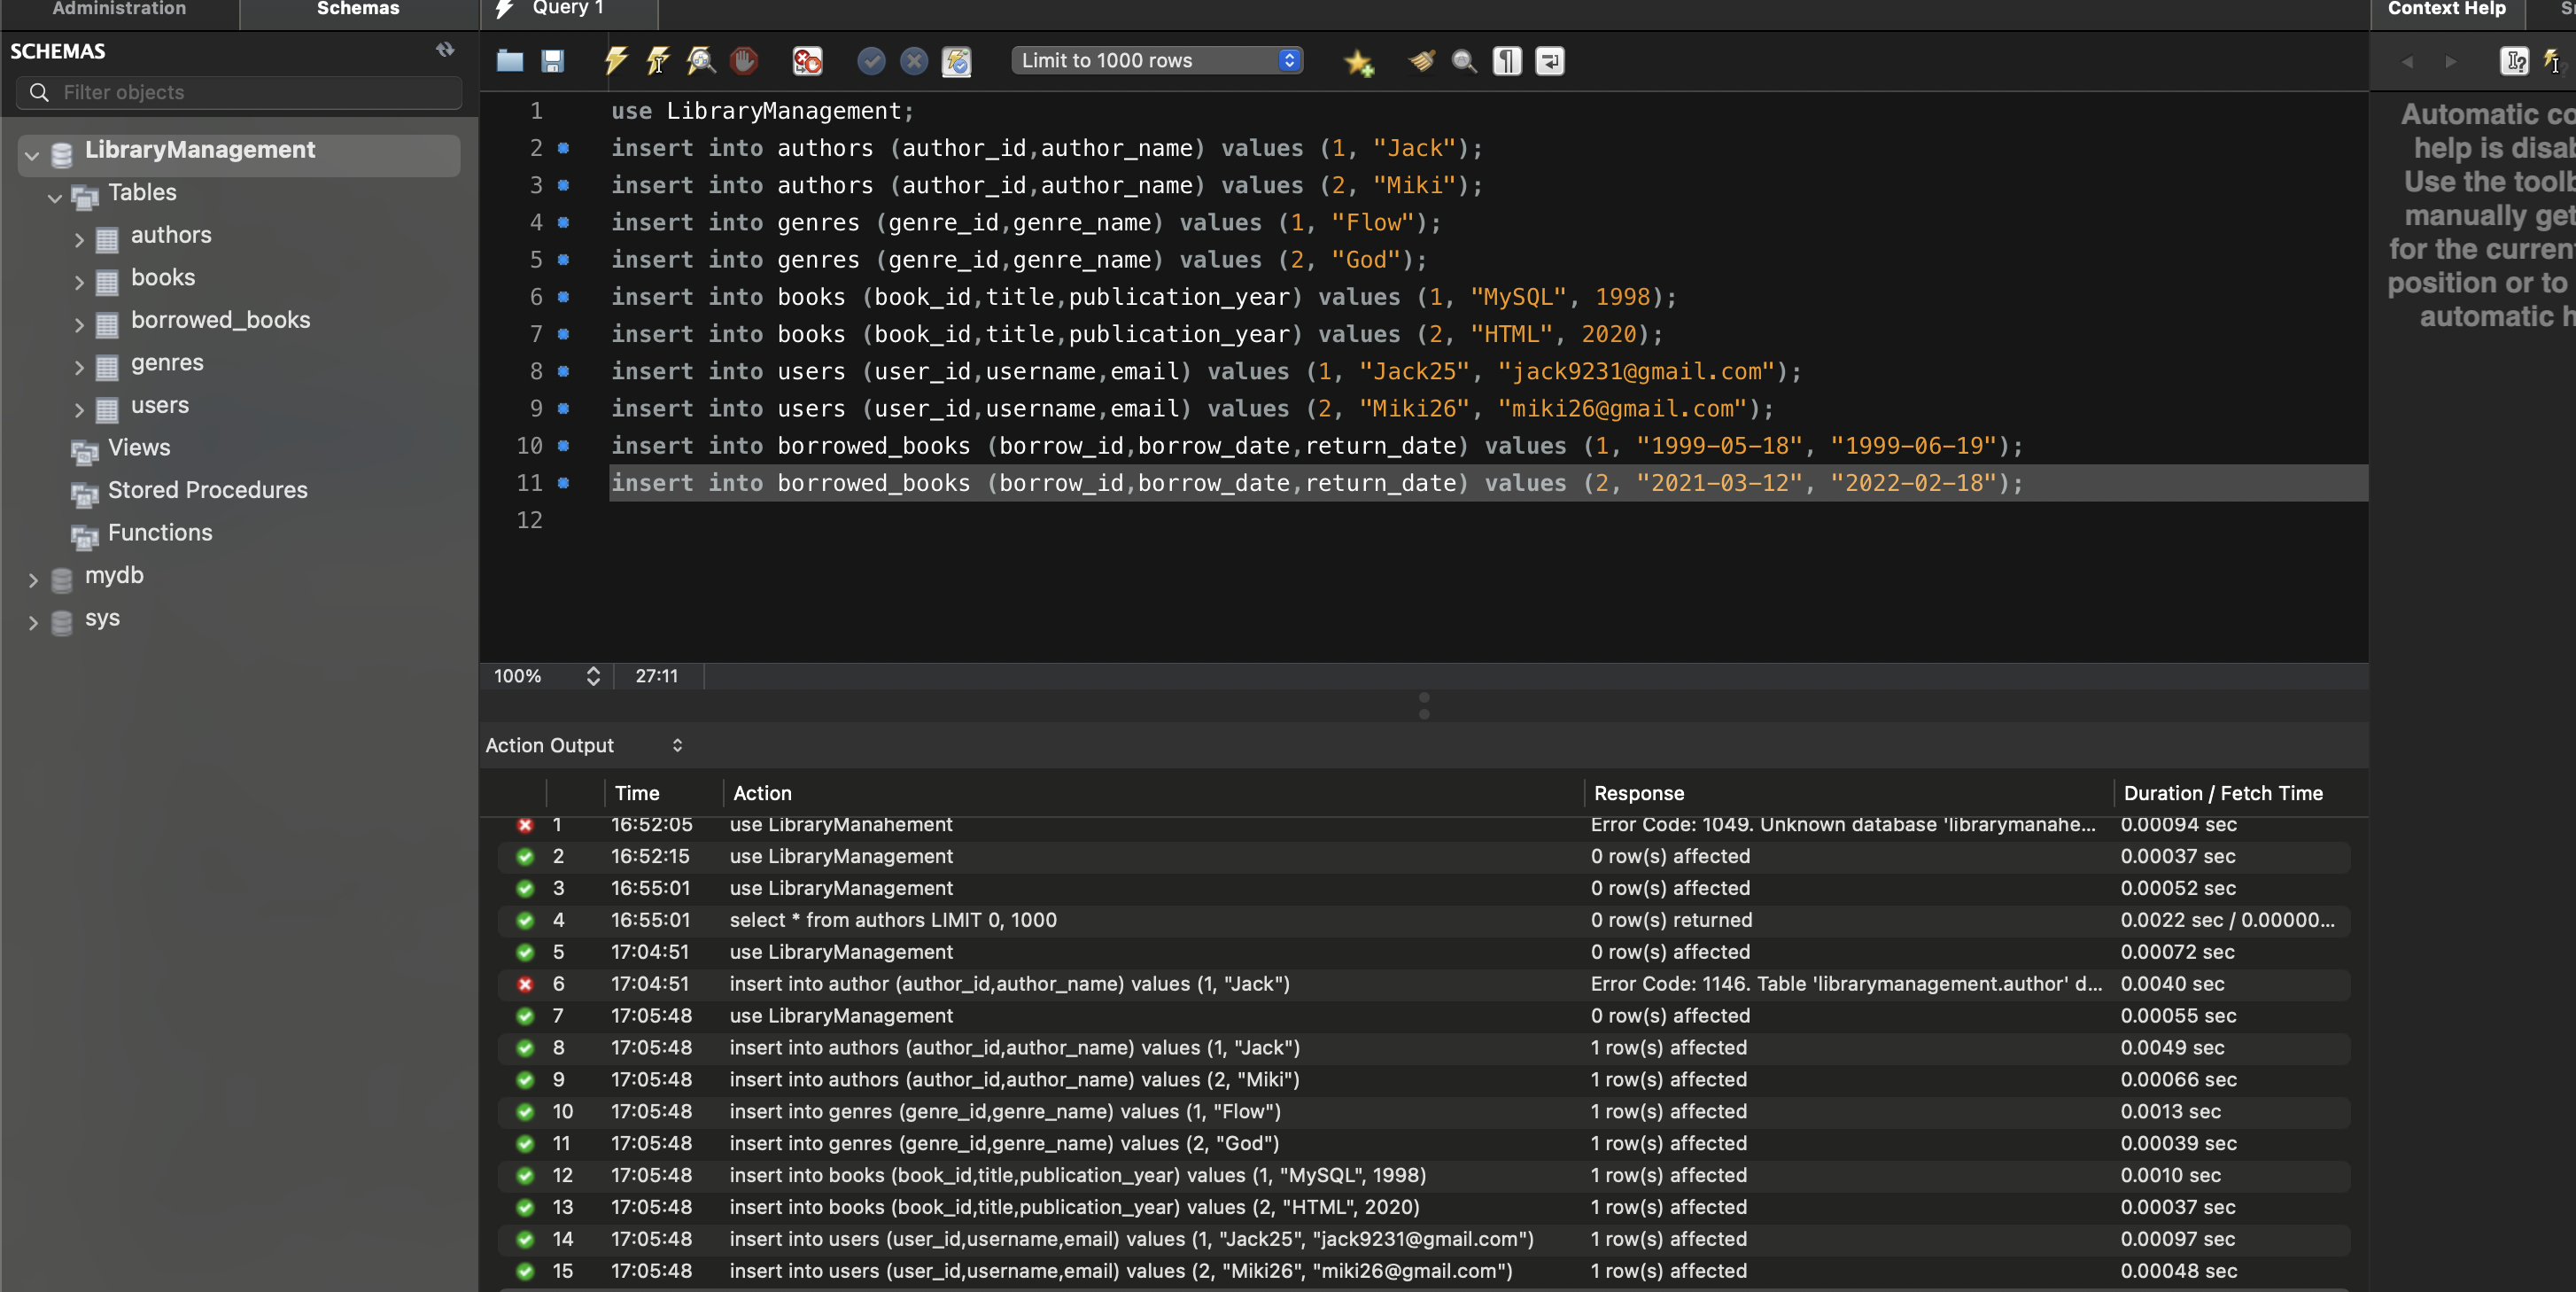 Administration
Schemas
Query 1
Context Help
SCHEMAS
Filter objects
LibraryManagement
Tables
authors
books
borrowed_books
genres
users
Views
Stored Procedures
Functions
mydb
sys
Limit to 1000 rows
1 use LibraryManagement;
2 insert into authors (author_id,author_name) values (1, "Jack");
3 insert into authors (author_id,author_name) values (2, "Miki");
4 insert into genres (genre_id,genre_name) values (1, "Flow");
5 insert into genres (genre_id,genre_name) values (2, "God");
6 insert into books (book_id,title,publication_year) values (1, "MySQL", 1998);
7 insert into books (book_id,title,publication_year) values (2, "HTML", 2020);
8 insert into users (user_id,username,email) values (1, "Jack25", "jack9231@gmail.com");
9 insert into users (user_id,username,email) values (2, "Miki26", "miki26@gmail.com");
10 insert into borrowed_books (borrow_id,borrow_date,return_date) values (1, "1999-05-18", "1999-06-19");
11 insert into borrowed_books (borrow_id,borrow_date,return_date) values (2, "2021-03-12", "2022-02-18");
12
Automatic co
help is disab
Use the toolb
manually get
for the curren
position or to
automatic h
100% 27:11
Action Output
Time Action Response Duration / Fetch Time
1 16:52:05 use LibraryManahement Error Code: 1049. Unknown database 'librarymanahe... 0.00094 sec
2 16:52:15 use LibraryManagement 0 row(s) affected 0.00037 sec
3 16:55:01 use LibraryManagement 0 row(s) affected 0.00052 sec
4 16:55:01 select * from authors LIMIT 0, 1000 0 row(s) returned 0.0022 sec / 0.00000...
5 17:04:51 use LibraryManagement 0 row(s) affected 0.00072 sec
6 17:04:51 insert into author (author_id,author_name) values (1, "Jack") Error Code: 1146. Table 'librarymanagement.author' d... 0.0040 sec
7 17:05:48 use LibraryManagement 0 row(s) affected 0.00055 sec
8 17:05:48 insert into authors (author_id,author_name) values (1, "Jack") 1 row(s) affected 0.0049 sec
9 17:05:48 insert into authors (author_id,author_name) values (2, "Miki") 1 row(s) affected 0.00066 sec
10 17:05:48 insert into genres (genre_id,genre_name) values (1, "Flow") 1 row(s) affected 0.0013 sec
11 17:05:48 insert into genres (genre_id,genre_name) values (2, "God") 1 row(s) affected 0.00039 sec
12 17:05:48 insert into books (book_id,title,publication_year) values (1, "MySQL", 1998) 1 row(s) affected 0.0010 sec
13 17:05:48 insert into books (book_id,title,publication_year) values (2, "HTML", 2020) 1 row(s) affected 0.00037 sec
14 17:05:48 insert into users (user_id,username,email) values (1, "Jack25", "jack9231@gmail.com") 1 row(s) affected 0.00097 sec
15 17:05:48 insert into users (user_id,username,email) values (2, "Miki26", "miki26@gmail.com") 1 row(s) affected 0.00048 sec